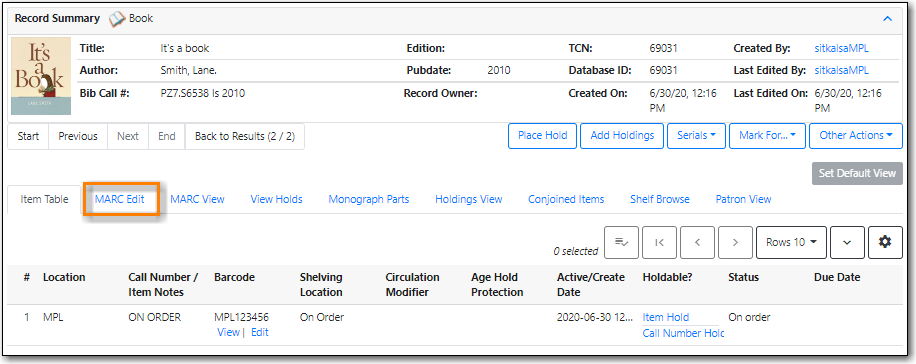 Record Summary Book
It's a Book
LANE SMITH
Title: It's a book Edition: TCN: 69031 Created By: sitkalsaMPL
Author: Smith, Lane. Pubdate: 2010 Database ID: 69031 Last Edited By: sitkalsaMPL
Bib Call #: PZ7.S6538 Is 2010 Record Owner: Created On: 6/30/20, 12:16 PM Last Edited On: 6/30/20, 12:16 PM
Start Previous Next End Back to Results (2 / 2) Place Hold Add Holdings Serials Mark For... Other Actions
Set Default View
Item Table MARC Edit MARC View View Holds Monograph Parts Holdings View Conjoined Items Shelf Browse Patron View
0 selected Rows 10
# Location Call Number / Item Notes Barcode Shelving Location Circulation Modifier Age Hold Protection Active/Create Date Holdable? Status Due Date
1 MPL ON ORDER MPL123456 On Order 2020-06-30 12... Item Hold On order
View | Edit Call Number Hold